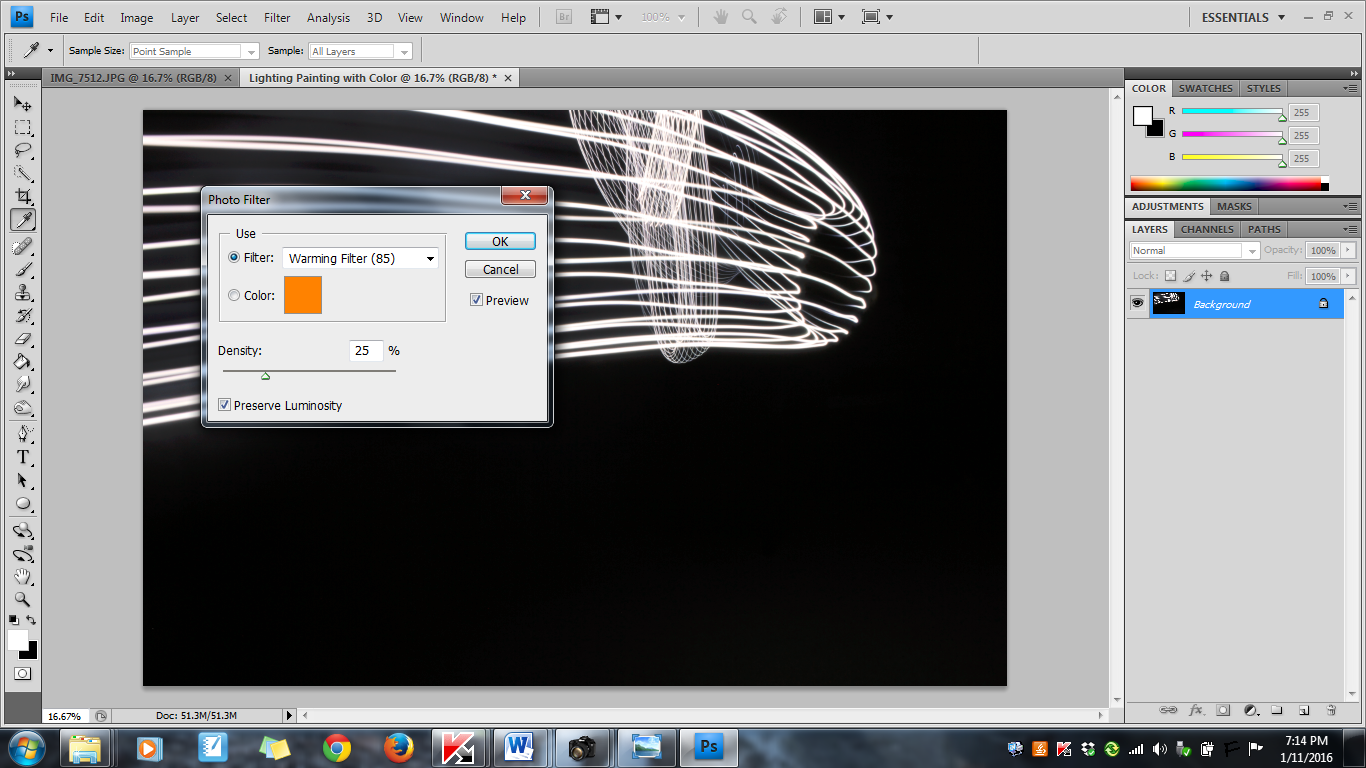 Ps File Edit Image Layer Select Filter Analysis 3D View Window Help Br 100% ESSENTIALS
Sample Size: Point Sample Sample: All Layers
IMG_7512.JPG @ 16.7% (RGB/8) Lighting Painting with Color @ 16.7% (RGB/8) *
COLOR SWATCHES STYLES
R 255
G 255
B 255
ADJUSTMENTS MASKS
LAYERS CHANNELS PATHS
Normal Opacity: 100%
Lock: Fill: 100%
Background
Photo Filter
Use
Filter: Warming Filter (85)
Color:
OK
Cancel
Preview
Density: 25 %
Preserve Luminosity
T
16.67% Doc: 51.3M/51.3M
fx
W Ps
7:14 PM
1/11/2016